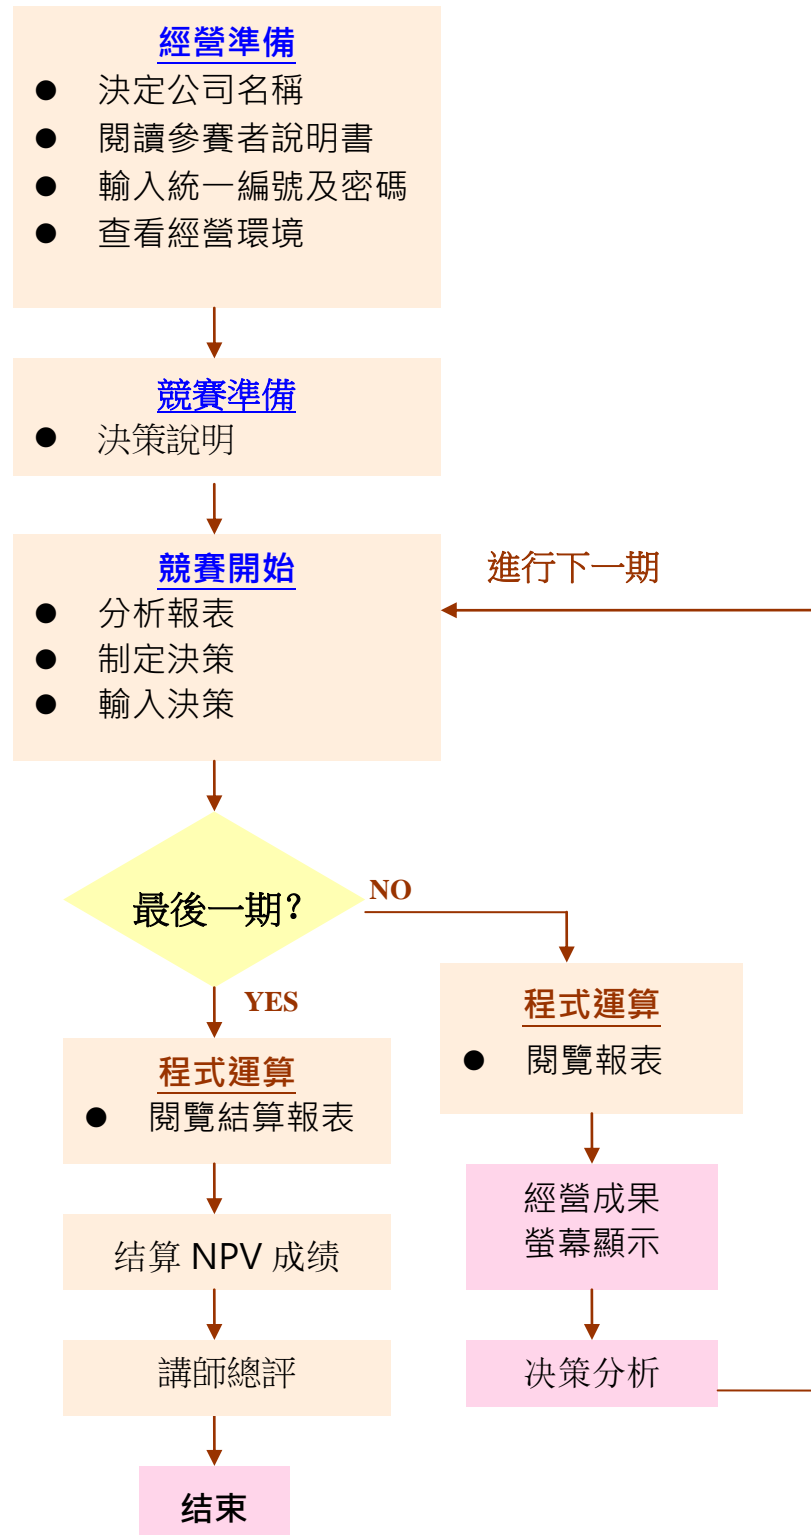 經營準備
● 決定公司名稱
● 閱讀參賽者說明書
● 輸入統一編號及密碼
● 查看經營環境
競賽準備
● 決策說明
競賽開始
● 分析報表
● 制定決策
● 輸入決策
進行下一期
最後一期?
NO
YES
程式運算
● 閱覽報表
程式運算
● 閱覽結算報表
經營成果
螢幕顯示
结算 NPV 成绩
講師總評
决策分析
结束